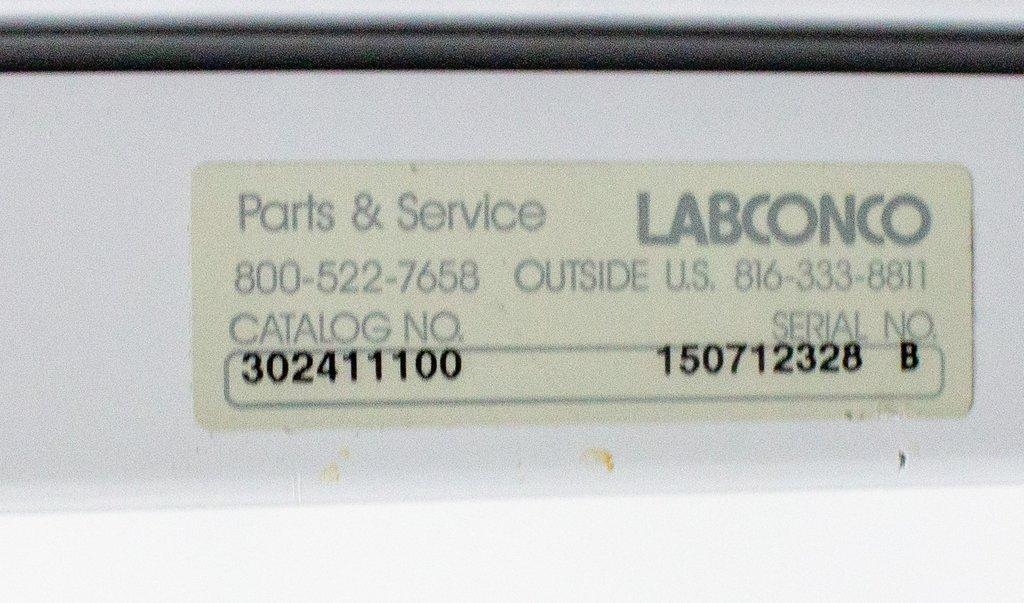 Parts & Service LABCONCO
800-522-7658 OUTSIDE U.S. 816-333-8811
CATALOG NO. SERIAL NO.
302411100 150712328 B